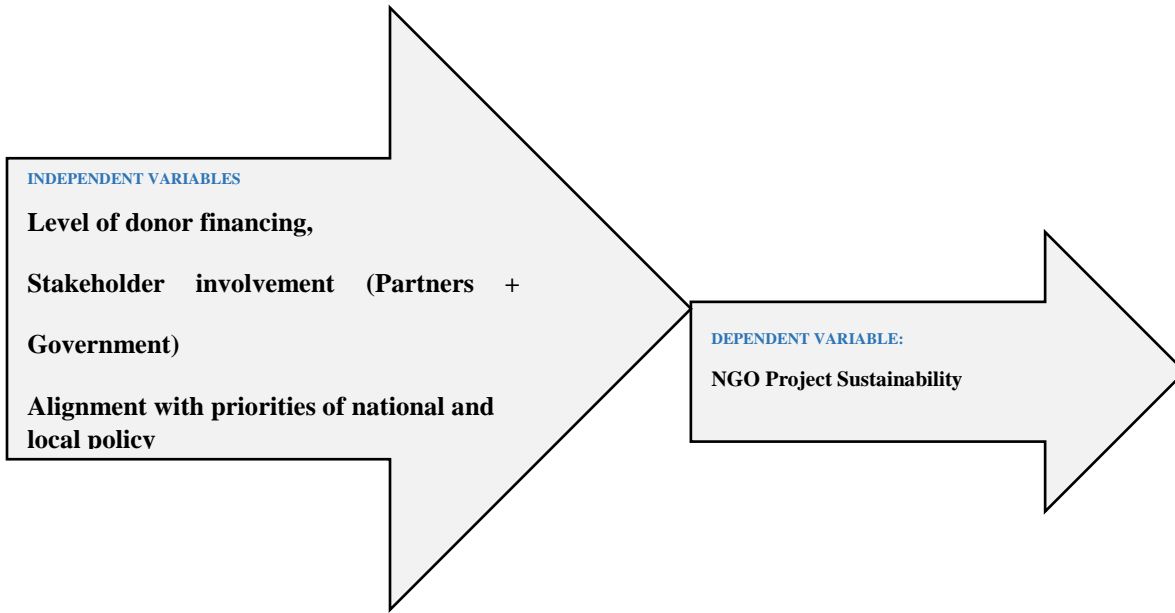 INDEPENDENT VARIABLES
Level of donor financing,
Stakeholder involvement (Partners +
Government)
Alignment with priorities of national and
local policy
DEPENDENT VARIABLE:
NGO Project Sustainability